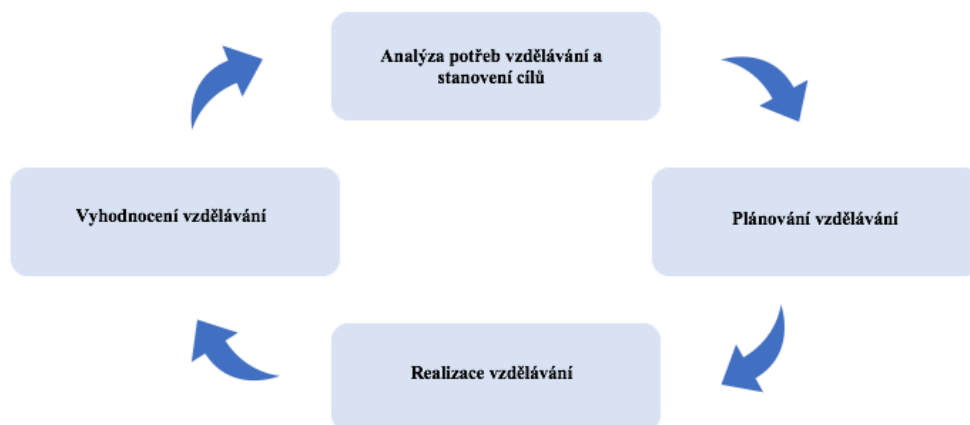 Analýza potřeb vzdělávání a
stanovení cílů
Vyhodnocení vzdělávání
Plánování vzdělávání
Realizace vzdělávání